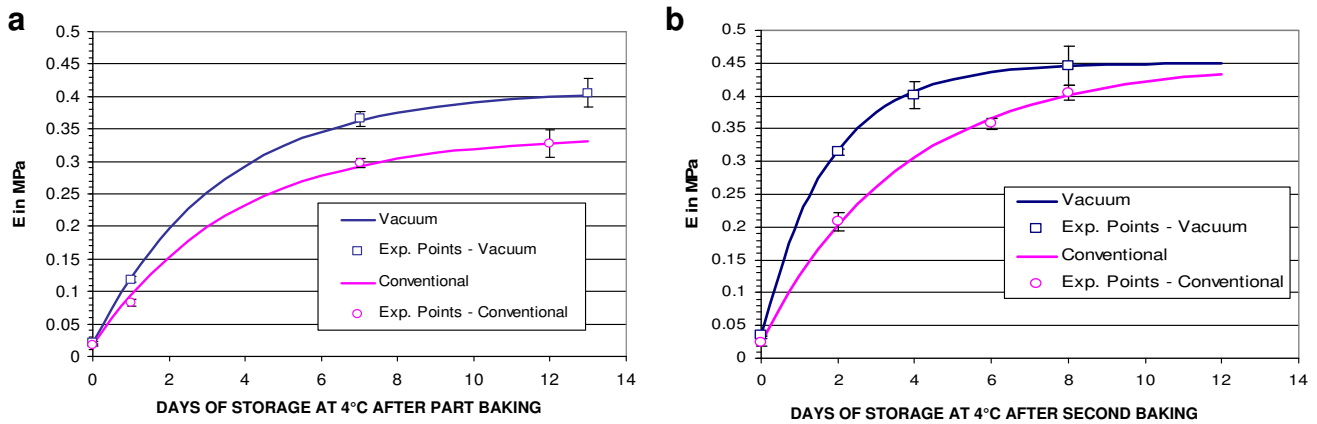 a
0.5
0.45
0.4
0.35
0.3
0.25
0.2
0.15
0.1
0.05
0
E in MPa
Vacuum
Exp. Points - Vacuum
Conventional
Exp. Points - Conventional
0 2 4 6 8 10 12 14
DAYS OF STORAGE AT 4°C AFTER PART BAKING
b
0.5
0.45
0.4
0.35
0.3
0.25
0.2
0.15
0.1
0.05
0
E in MPa
Vacuum
Exp. Points - Vacuum
Conventional
Exp. Points - Conventional
0 2 4 6 8 10 12 14
DAYS OF STORAGE AT 4°C AFTER SECOND BAKING